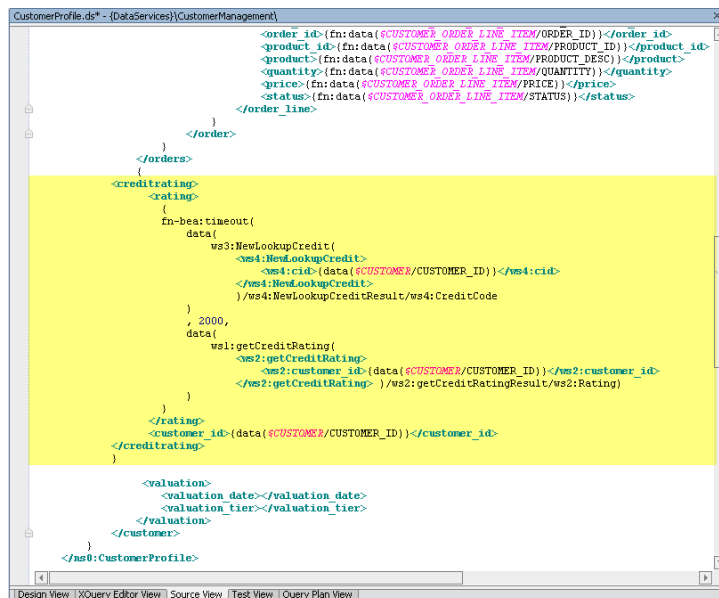 CustomerProfile.ds* - {DataServices}\CustomerManagement\
<order_id>{fn:data($CUSTOMER_ORDER_LINE_ITEM/ORDER_ID)}</order_id>
<product_id>{fn:data($CUSTOMER_ORDER_LINE_ITEM/PRODUCT_ID)}</product_id>
<product>{fn:data($CUSTOMER_ORDER_LINE_ITEM/PRODUCT_DESC)}</product>
<quantity>{fn:data($CUSTOMER_ORDER_LINE_ITEM/QUANTITY)}</quantity>
<price>{fn:data($CUSTOMER_ORDER_LINE_ITEM/PRICE)}</price>
<status>{fn:data($CUSTOMER_ORDER_LINE_ITEM/STATUS)}</status>
</order_line>
}
</order>
}
</orders>
{
<creditrating>
<rating>
{
fn-bea:timeout(
data(
ws3:NewLookupCredit(
<ws4:NewLookupCredit>
<ws4:cid>{data($CUSTOMER/CUSTOMER_ID)}</ws4:cid>
</ws4:NewLookupCredit>
)/ws4:NewLookupCreditResult/ws4:CreditCode
)
, 2000,
data(
ws1:getCreditRating(
<ws2:getCreditRating>
<ws2:customer_id>{data($CUSTOMER/CUSTOMER_ID)}</ws2:customer_id>
</ws2:getCreditRating> )/ws2:getCreditRatingResult/ws2:Rating)
)
}
</rating>
<customer_id>{data($CUSTOMER/CUSTOMER_ID)}</customer_id>
</creditrating>
}
<valuation>
<valuation_date></valuation_date>
<valuation_tier></valuation_tier>
</valuation>
</customer>
}
</ns0:CustomerProfile>
Design View XQuery Editor View Source View Test View Query Plan View